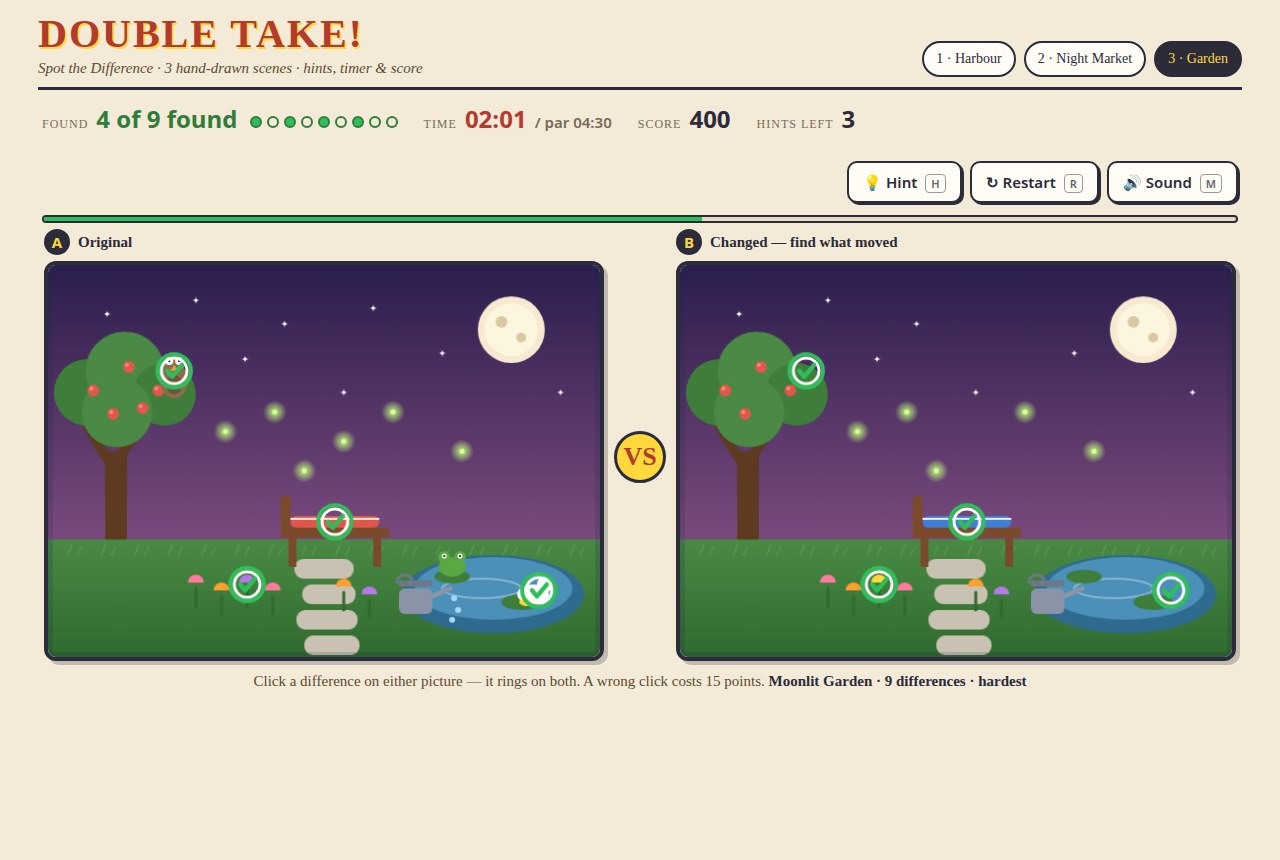 DOUBLE TAKE!
Spot the Difference · 3 hand-drawn scenes · hints, timer & score
1 · Harbour
2 · Night Market
3 · Garden
FOUND 4 of 9 found
TIME 02:01 / par 04:30
SCORE 400
HINTS LEFT 3
💡 Hint H
↻ Restart R
🔊 Sound M
A Original
B Changed — find what moved
VS
Click a difference on either picture — it rings on both. A wrong click costs 15 points. Moonlit Garden · 9 differences · hardest